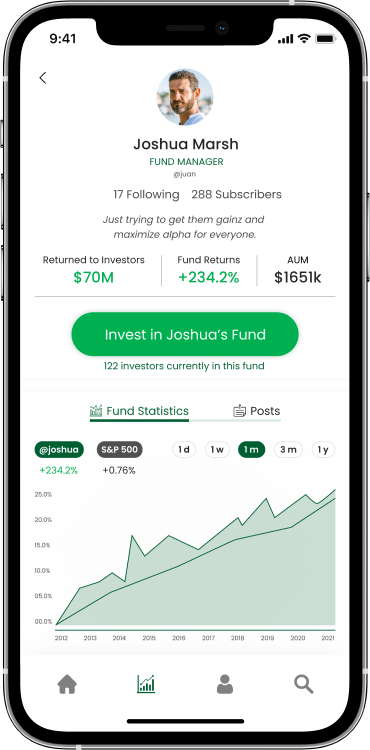 9:41
Joshua Marsh
FUND MANAGER
@juan
17 Following 288 Subscribers
Just trying to get them gainz and
maximize alpha for everyone.
Returned to Investors Fund Returns AUM
$70M +234.2% $1651k
Invest in Joshua's Fund
122 investors currently in this fund
Fund Statistics Posts
@joshua S&P 500 1 d 1 w 1 m 3 m 1 y
+234.2% +0.76%
25.0%
20.0%
15.0%
10.0%
05.0%
00.0%
2012 2013 2014 2015 2016 2017 2018 2019 2020 2021